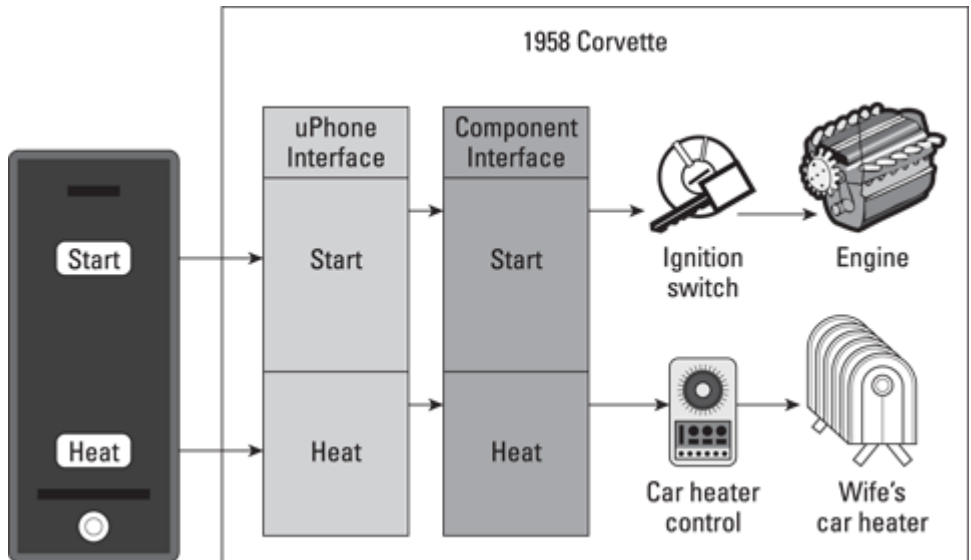 1958 Corvette
uPhone
Interface
Component
Interface
Start
Start
Start
Ignition
switch
Engine
Heat
Heat
Heat
Car heater
control
Wife's
car heater